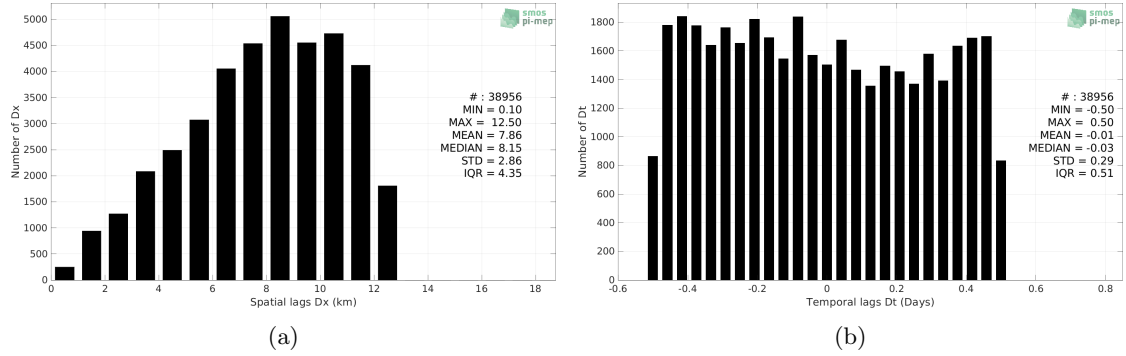 5000
4500
4000
3500
3000
2500
2000
1500
1000
500
0
Number of Dx
0 2 4 6 8 10 12 14 16 18
Spatial lags Dx (km)
smos
pi-mep
# : 38956
MIN = 0.10
MAX = 12.50
MEAN = 7.86
MEDIAN = 8.15
STD = 2.86
IQR = 4.35
(a)
1800
1600
1400
1200
1000
800
600
400
200
0
Number of Dt
-0.6 -0.4 -0.2 0 0.2 0.4 0.6 0.8
Temporal lags Dt (Days)
smos
pi-mep
# : 38956
MIN = -0.50
MAX = 0.50
MEAN = -0.01
MEDIAN = -0.03
STD = 0.29
IQR = 0.51
(b)